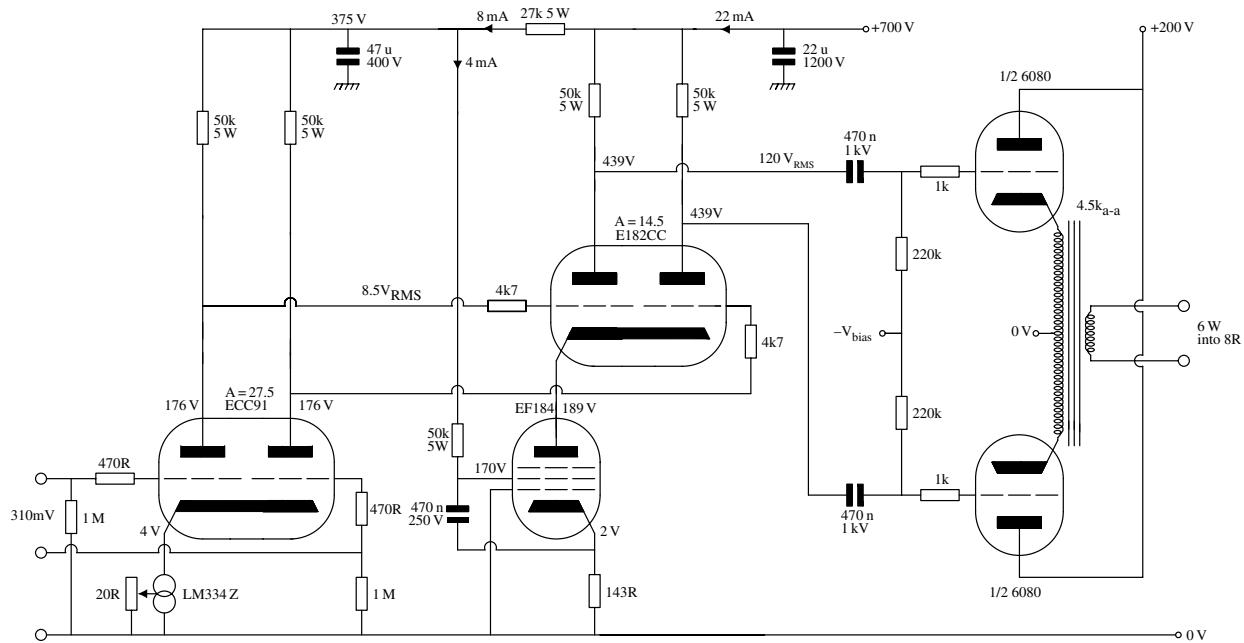 375 V
8 mA
27k 5 W
22 mA
+700 V
+200 V
47 u
400 V
4 mA
22 u
1200 V
1/2 6080
50k
5 W
50k
5 W
50k
5 W
50k
5 W
470 n
1 kV
439V
120 VRMS
1k
4.5ka-a
439V
A = 14.5
E182CC
220k
8.5VRMS
4k7
–Vbias
0 V
6 W
into 8R
4k7
A = 27.5
ECC91
176 V
176 V
EF184
189 V
220k
50k
5W
470R
170V
1k
310mV
1 M
470R
470 n
250 V
470 n
1 kV
4 V
2 V
20R
LM334 Z
1 M
143R
1/2 6080
0 V